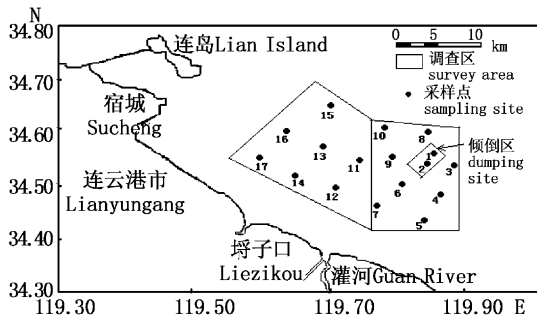 N
34.80
34.70
34.60
34.50
34.40
34.30
119.30
119.50
119.70
119.90 E
连岛Lian Island
宿城
Sucheng
连云港市
Lianyungang
埒子口
Liezikou
灌河Guan River
0 5 10
km
调查区
survey area
采样点
sampling site
倾倒区
dumping
site
15
16
13
17
14
12
11
10
8
9
1
2
3
6
4
7
5